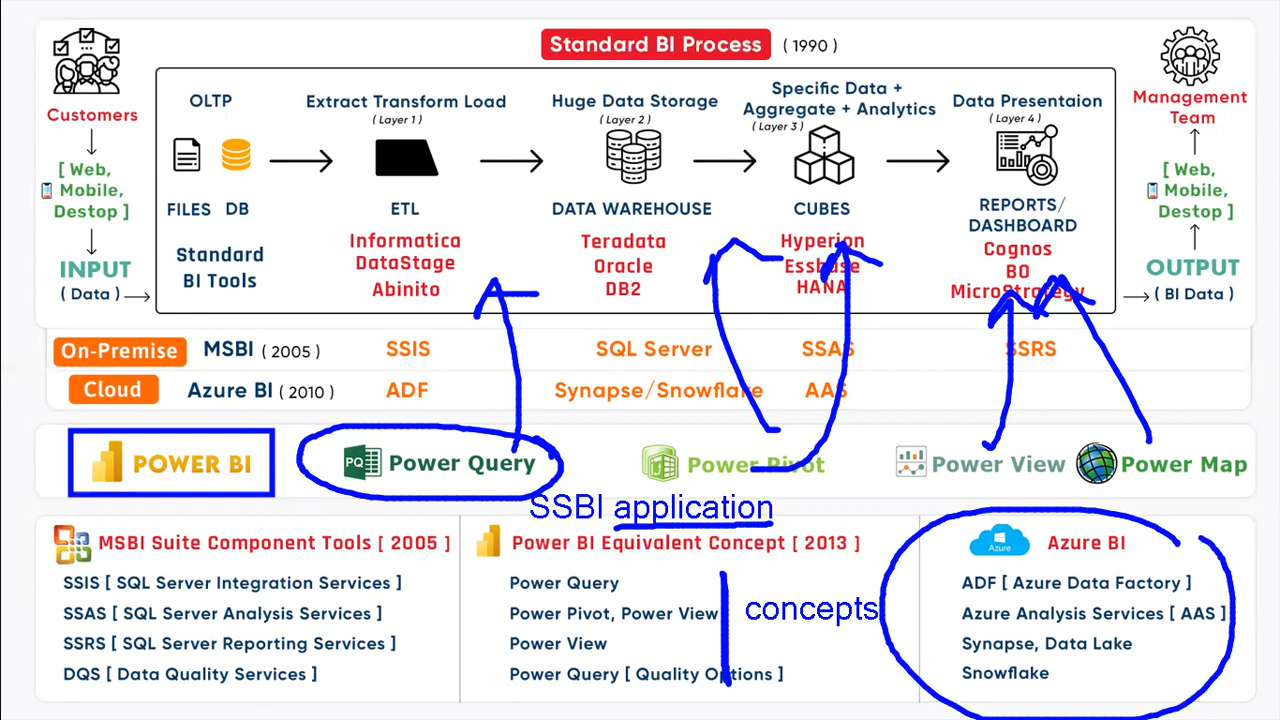 Standard BI Process ( 1990 )
Customers
[ Web,
Mobile,
Destop ]
INPUT
( Data )
OLTP
FILES DB
Standard
BI Tools
Extract Transform Load
( Layer 1 )
ETL
Informatica
DataStage
Abinito
Huge Data Storage
( Layer 2 )
DATA WAREHOUSE
Teradata
Oracle
DB2
Specific Data +
Aggregate + Analytics
( Layer 3 )
CUBES
Hyperion
Essbase
HANA
Data Presentaion
( Layer 4 )
REPORTS/
DASHBOARD
Cognos
BO
MicroStrategy
Management
Team
[ Web,
Mobile,
Destop ]
OUTPUT
( BI Data )
On-Premise MSBI ( 2005 ) SSIS SQL Server SSAS SSRS
Cloud Azure BI ( 2010 ) ADF Synapse/Snowflake AAS
POWER BI PQ Power Query Power Pivot Power View Power Map
SSBI application
MSBI Suite Component Tools [ 2005 ]
SSIS [ SQL Server Integration Services ]
SSAS [ SQL Server Analysis Services ]
SSRS [ SQL Server Reporting Services ]
DQS [ Data Quality Services ]
Power BI Equivalent Concept [ 2013 ]
Power Query
Power Pivot, Power View
Power View
Power Query [ Quality Options ]
concepts
Azure Azure BI
ADF [ Azure Data Factory ]
Azure Analysis Services [ AAS ]
Synapse, Data Lake
Snowflake